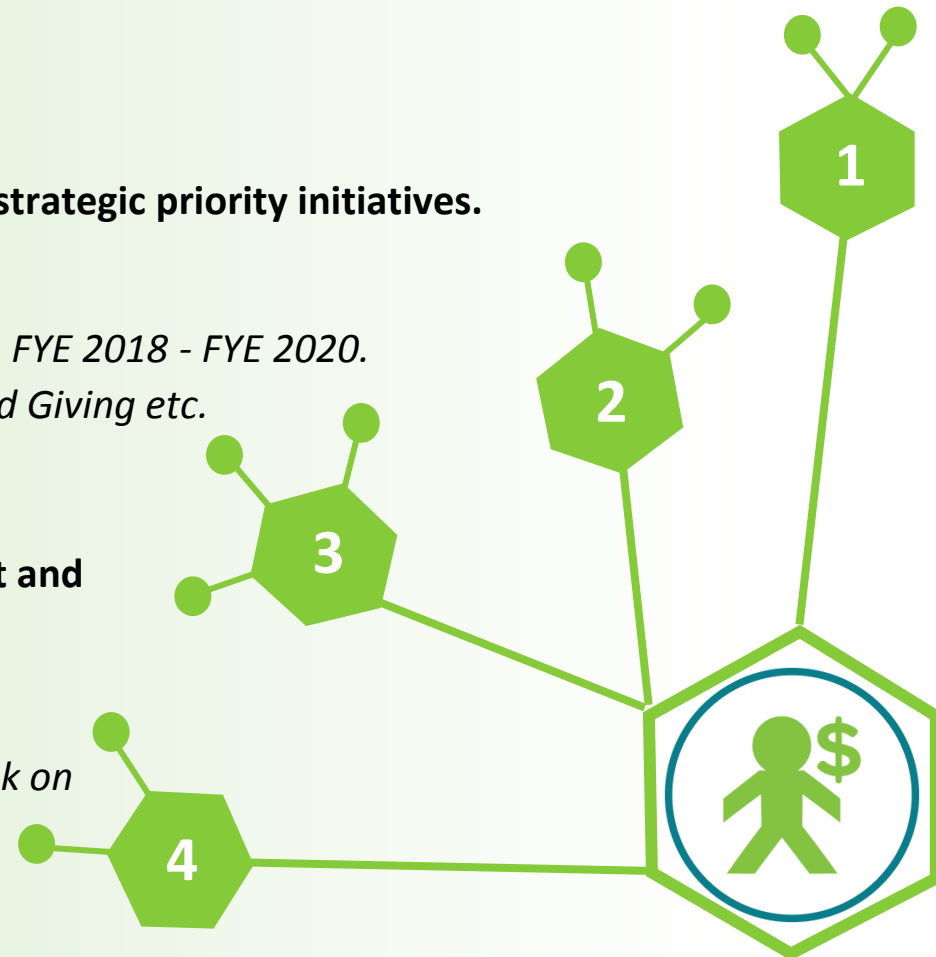 1
strategic priority initiatives.
FYE 2018 - FYE 2020.
2
d Giving etc.
3
t and
k on
$
4